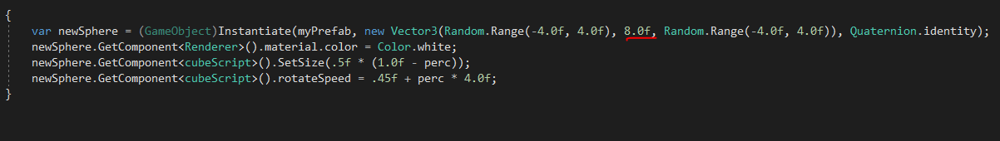 {
var newSphere = (GameObject)Instantiate(myPrefab, new Vector3(Random.Range(-4.0f, 4.0f), 8.0f, Random.Range(-4.0f, 4.0f)), Quaternion.identity);
newSphere.GetComponent<Renderer>().material.color = Color.white;
newSphere.GetComponent<cubeScript>().SetSize(.5f * (1.0f - perc));
newSphere.GetComponent<cubeScript>().rotateSpeed = .45f + perc * 4.0f;
}